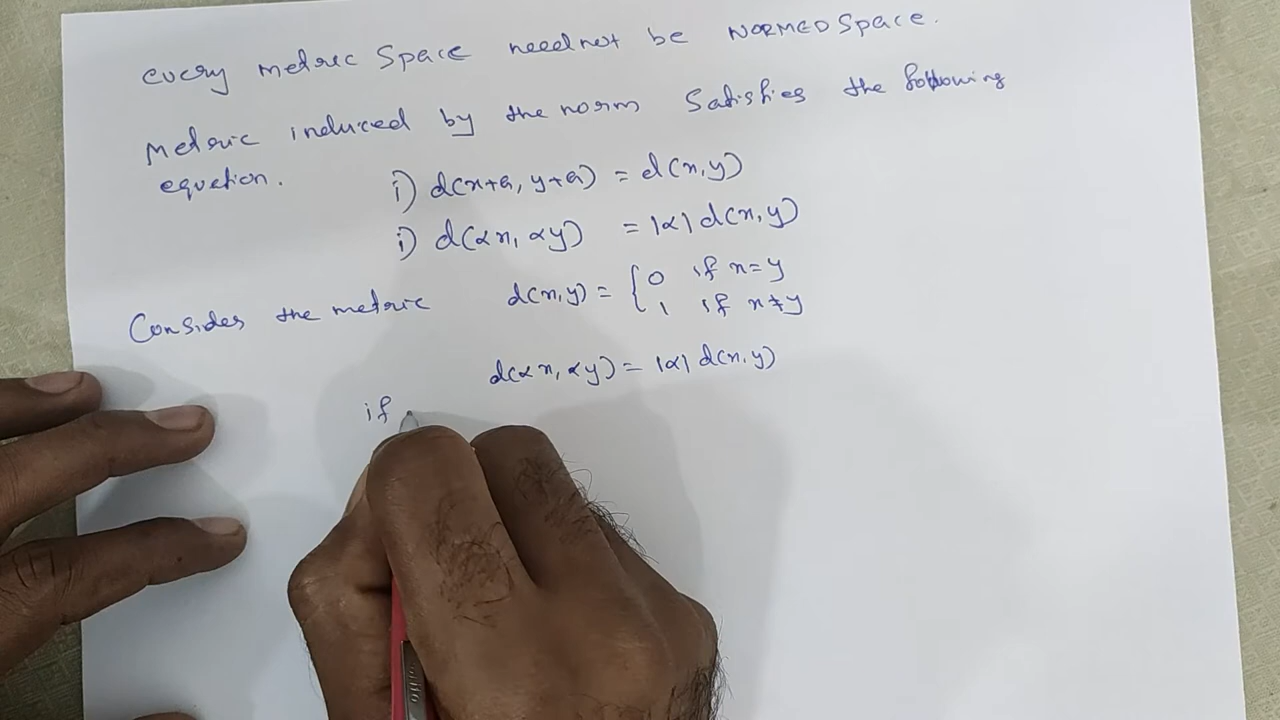 every metric Space need not be NORMED Space.
Metric induced by the norm Satisfies the following
equation.
i) d(x+a, y+a) = d(x,y)
i) d(αx, αy) = |α| d(x,y)
Consider the metric d(x,y) = { 0 if x=y
1 if x≠y
d(αx, αy) = |α| d(x,y)
if